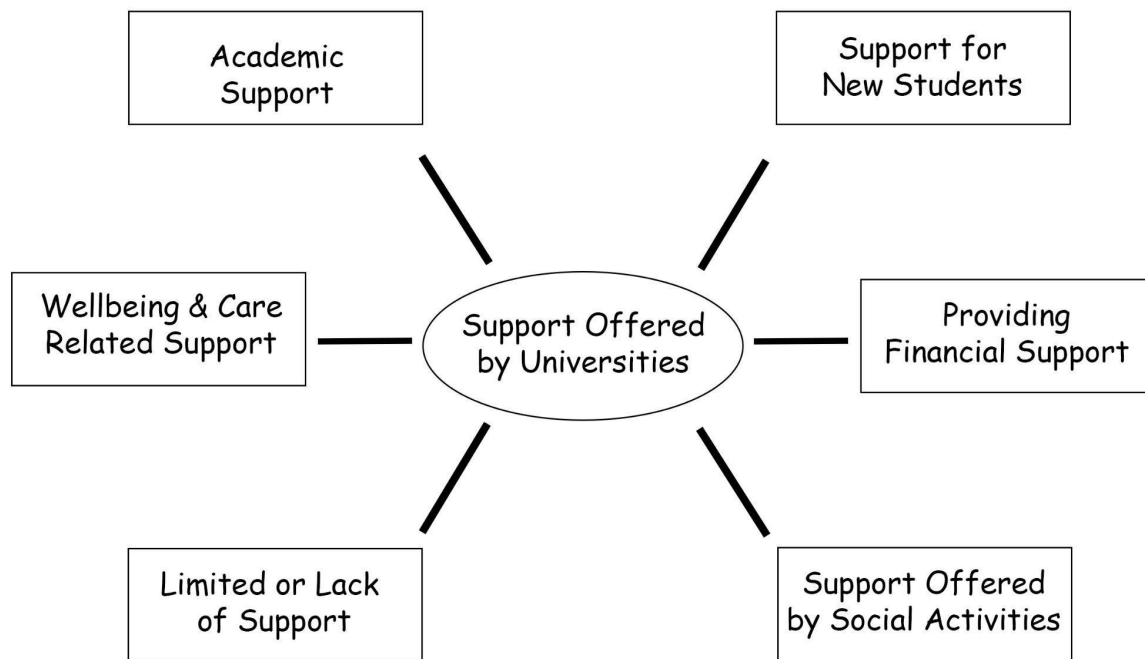 Academic
Support
Support for
New Students
Wellbeing & Care
Related Support
Support Offered
by Universities
Providing
Financial Support
Limited or Lack
of Support
Support Offered
by Social Activities